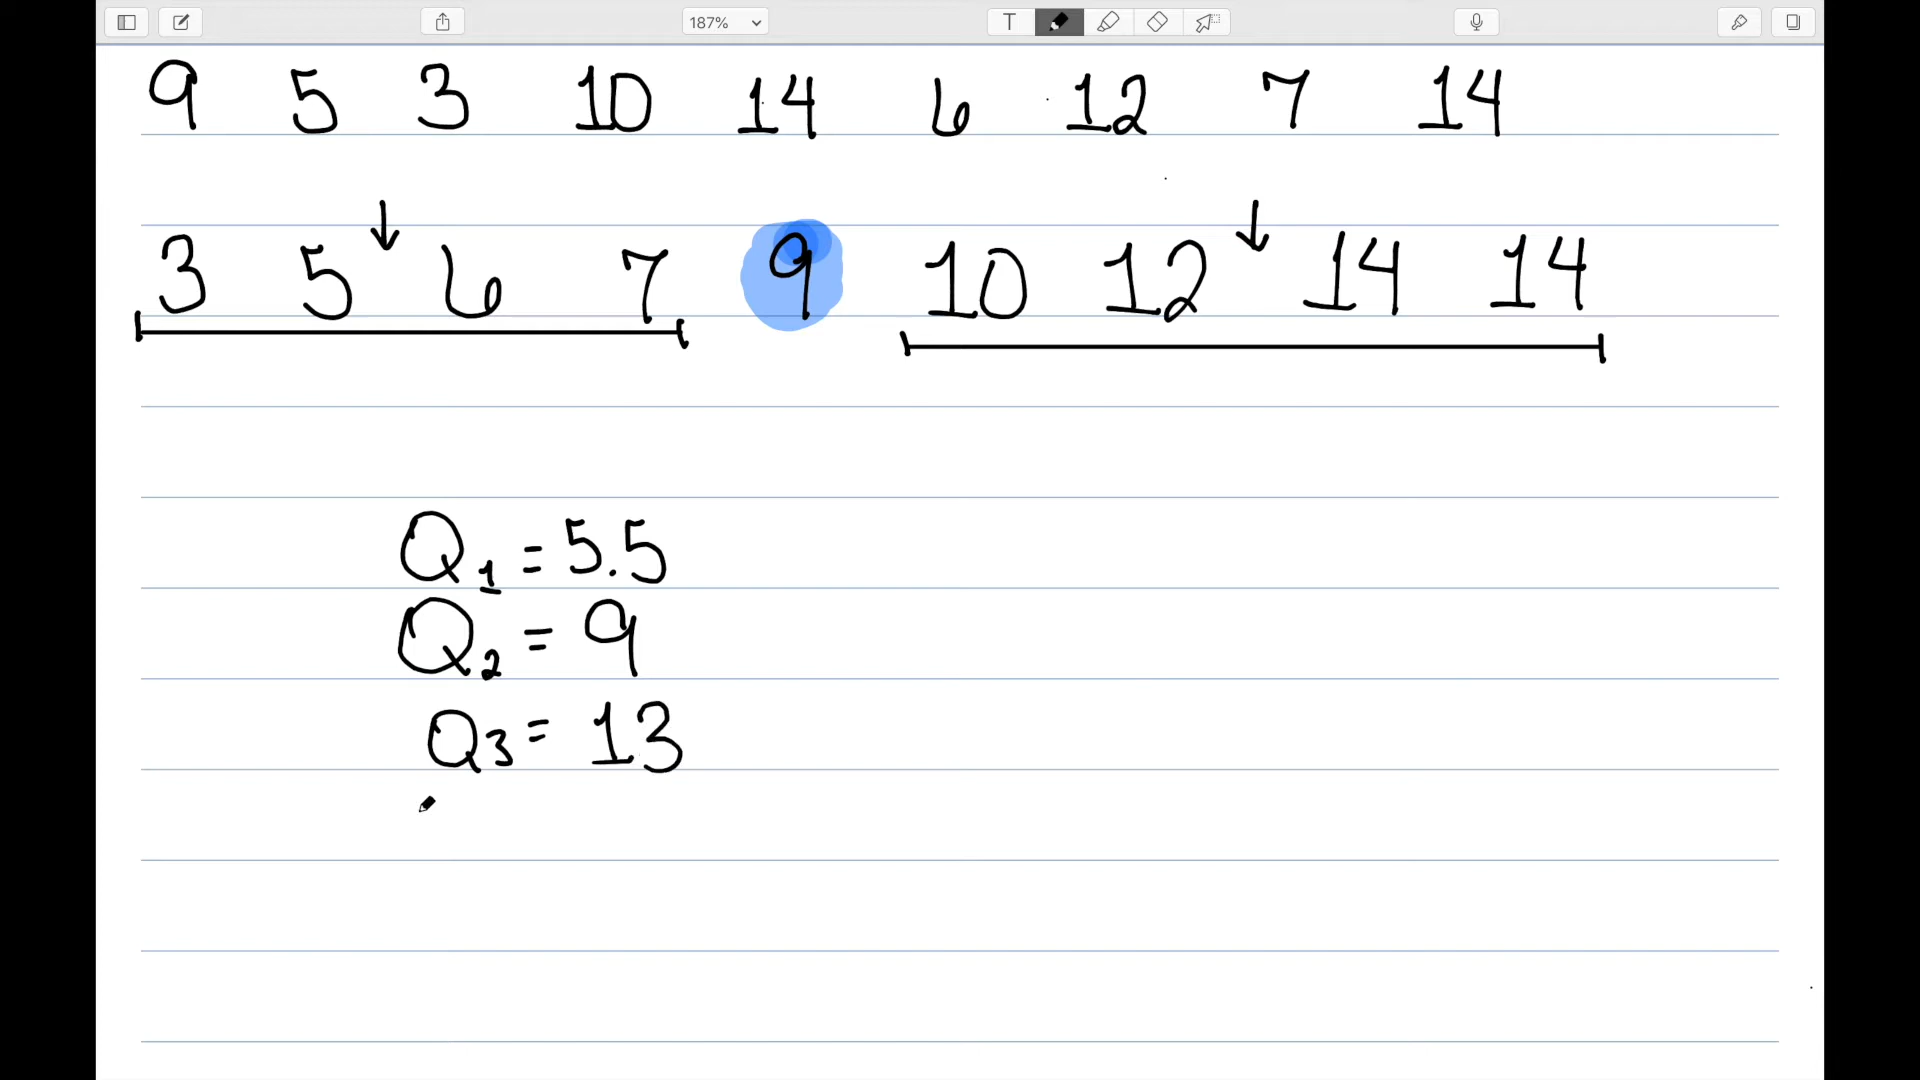 187%
T
9 5 3 10 14 6 12 7 14
3 5 6 7 9 10 12 14 14
Q1 = 5.5
Q2 = 9
Q3 = 13